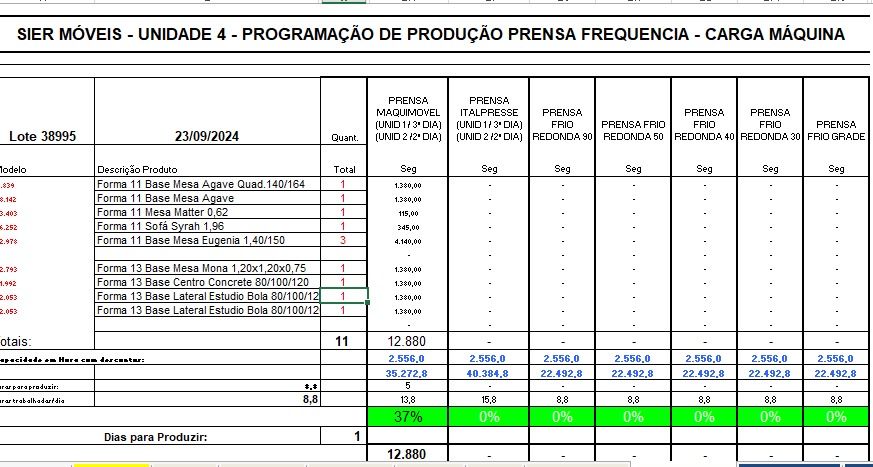 SIER MÓVEIS - UNIDADE 4 - PROGRAMAÇÃO DE PRODUÇÃO PRENSA FREQUENCIA - CARGA MÁQUINA
Lote 38995 23/09/2024 Quant. PRENSA MAQUIMOVEL (UNID 1/ 3ª DIA) (UNID 2 /2ª DIA) PRENSA ITALPRESSE (UNID 1/ 3ª DIA) (UNID 2 /2ª DIA) PRENSA FRIO REDONDA 90 PRENSA FRIO REDONDA 50 PRENSA FRIO REDONDA 40 PRENSA FRIO REDONDA 30 PRENSA FRIO GRADE
odelo Descrição Produto Total Seg Seg Seg Seg Seg Seg Seg
.839 Forma 11 Base Mesa Agave Quad.140/164 1 1.380,00 - - - - - -
8.142 Forma 11 Base Mesa Agave 1 1.380,00 - - - - - -
3.403 Forma 11 Mesa Matter 0,62 1 115,00 - - - - - -
6.252 Forma 11 Sofá Syrah 1,96 1 345,00 - - - - - -
2.978 Forma 11 Base Mesa Eugenia 1,40/150 3 4.140,00 - - - - - -
- - - - - - -
2.793 Forma 13 Base Mesa Mona 1,20x1,20x0,75 1 1.380,00 - - - - - -
1.992 Forma 13 Base Centro Concrete 80/100/120 1 1.380,00 - - - - - -
2.053 Forma 13 Base Lateral Estudio Bola 80/100/12 1 1.380,00 - - - - - -
2.053 Forma 13 Base Lateral Estudio Bola 80/100/12 1 1.380,00 - - - - - -
- - - - - - -
otais: 11 12.880 - - - - - -
apacidade em Hora com descontos: 2.556,0 2.556,0 2.556,0 2.556,0 2.556,0 2.556,0 2.556,0
35.272,8 40.384,8 22.492,8 22.492,8 22.492,8 22.492,8 22.492,8
oras para produzir: 8,8 5 - - - - - -
oras trabalhadas/dia 8,8 13,8 15,8 8,8 8,8 8,8 8,8 8,8
37% 0% 0% 0% 0% 0% 0%
Dias para Produzir: 1
12.880 - - - - - -